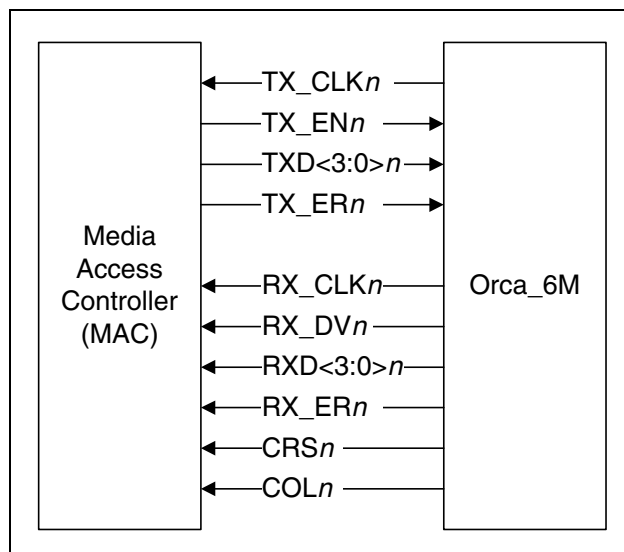 TX_CLKn
TX_ENn
TXD<3:0>n
TX_ERn
Media
Access
Controller
(MAC)
Orca_6M
RX_CLKn
RX_DVn
RXD<3:0>n
RX_ERn
CRSn
COLn